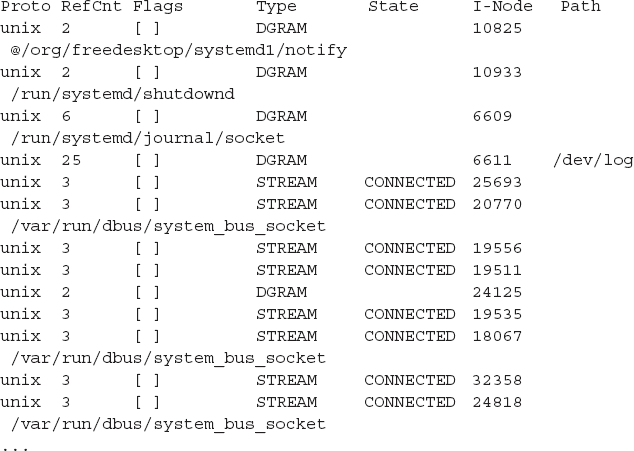 Proto RefCnt Flags Type State I-Node Path
unix 2 [ ] DGRAM 10825
@/org/freedesktop/systemd1/notify
unix 2 [ ] DGRAM 10933
/run/systemd/shutdownd
unix 6 [ ] DGRAM 6609
/run/systemd/journal/socket
unix 25 [ ] DGRAM 6611 /dev/log
unix 3 [ ] STREAM CONNECTED 25693
unix 3 [ ] STREAM CONNECTED 20770
/var/run/dbus/system_bus_socket
unix 3 [ ] STREAM CONNECTED 19556
unix 3 [ ] STREAM CONNECTED 19511
unix 2 [ ] DGRAM 24125
unix 3 [ ] STREAM CONNECTED 19535
unix 3 [ ] STREAM CONNECTED 18067
/var/run/dbus/system_bus_socket
unix 3 [ ] STREAM CONNECTED 32358
unix 3 [ ] STREAM CONNECTED 24818
/var/run/dbus/system_bus_socket
...